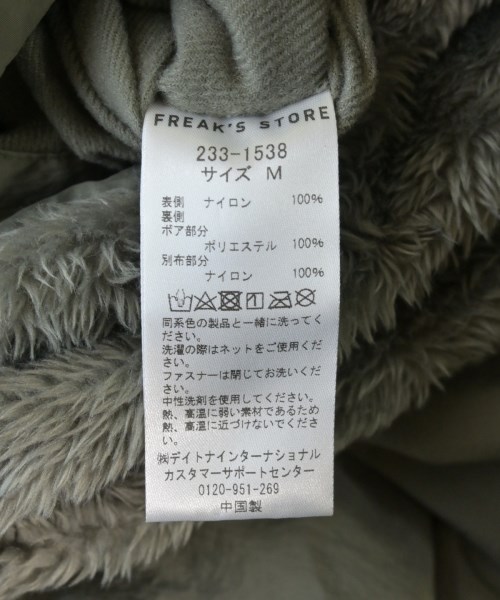 FREAK'S STORE
233-1538
サイズ M
表側 ナイロン 100%
裏側
ボア部分
ポリエステル 100%
別布部分
ナイロン 100%
同系色の製品と一緒に洗ってく
ださい。
洗濯の際はネットをご使用くだ
さい。
ファスナーは閉じてお洗いくだ
さい。
中性洗剤を使用してください。
熱、高温に弱い素材であるため
熱、高温に近づけないでくださ
い。
㈱デイトナインターナショナル
カスタマーサポートセンター
0120-951-269
中国製